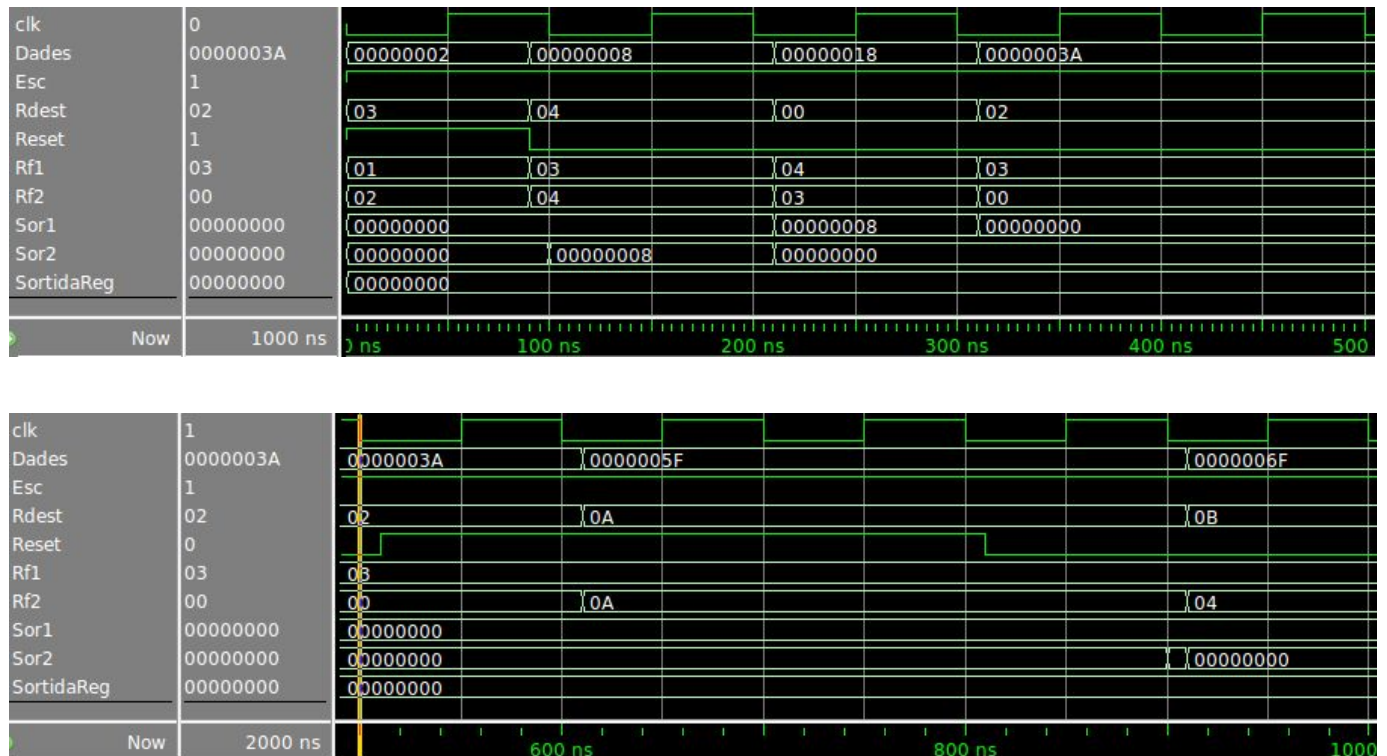 clk 0
Dades 0000003A 00000002 00000008 00000018 0000003A
Esc 1
Rdest 02 03 04 00 02
Reset 1
Rf1 03 01 03 04 03
Rf2 00 02 04 03 00
Sor1 00000000 00000000 00000008 00000000
Sor2 00000000 00000000 00000008 00000000
SortidaReg 00000000 00000000
Now 1000 ns 0 ns 100 ns 200 ns 300 ns 400 ns 500
clk 1
Dades 0000003A 0000003A 0000005F 0000006F
Esc 1
Rdest 02 02 0A 0B
Reset 0
Rf1 03 03
Rf2 00 00 0A 04
Sor1 00000000 00000000
Sor2 00000000 00000000 00000000
SortidaReg 00000000 00000000
Now 2000 ns 600 ns 800 ns 1000